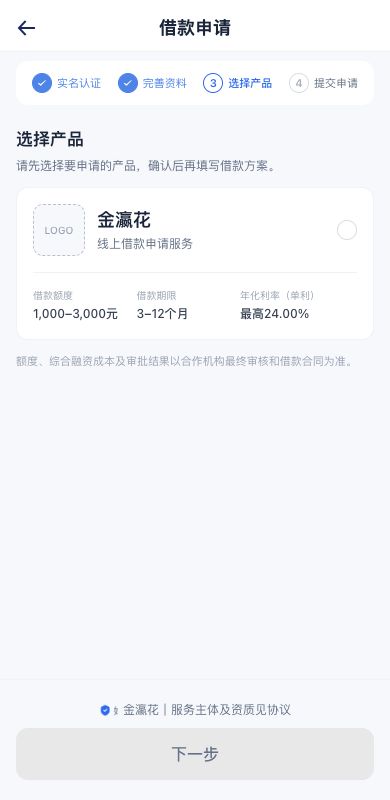 借款申请
实名认证
完善资料
3 选择产品
4 提交申请
选择产品
请先选择要申请的产品，确认后再填写借款方案。
LOGO
金瀛花
线上借款申请服务
借款额度 借款期限 年化利率（单利）
1,000–3,000元 3–12个月 最高24.00%
额度、综合融资成本及审批结果以合作机构最终审核和借款合同为准。
金瀛花｜服务主体及资质见协议
下一步